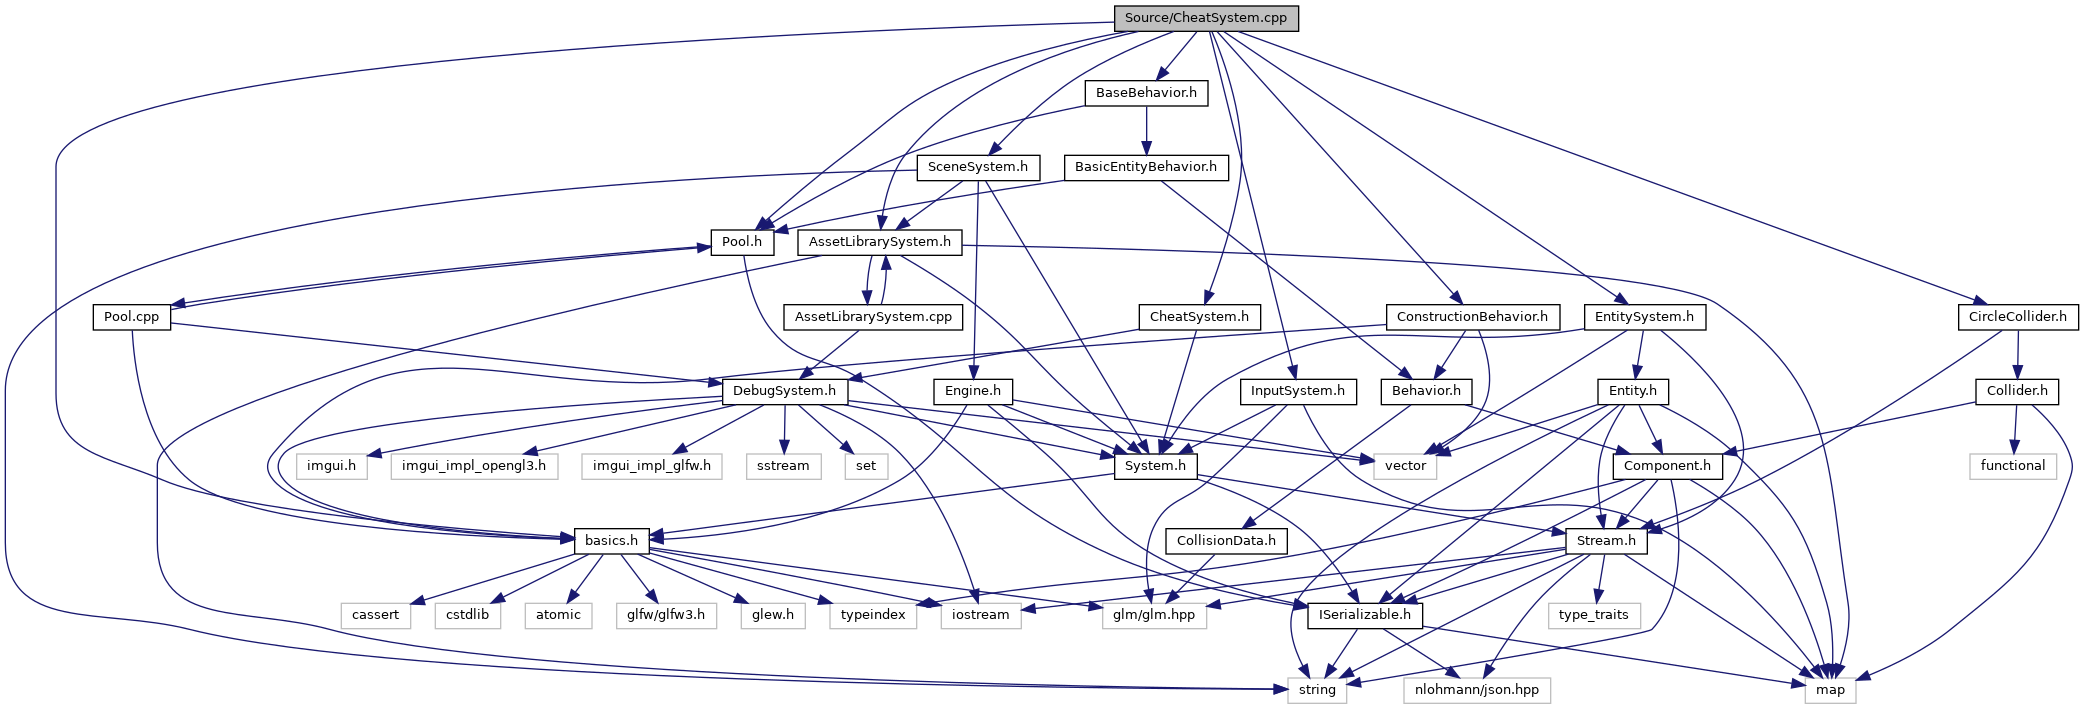 Source/CheatSystem.cpp
BaseBehavior.h
SceneSystem.h
BasicEntityBehavior.h
Pool.h
AssetLibrarySystem.h
Pool.cpp
AssetLibrarySystem.cpp
CheatSystem.h
ConstructionBehavior.h
EntitySystem.h
CircleCollider.h
DebugSystem.h
Engine.h
InputSystem.h
Behavior.h
Entity.h
Collider.h
imgui.h
imgui_impl_opengl3.h
imgui_impl_glfw.h
sstream
set
System.h
vector
Component.h
functional
basics.h
CollisionData.h
Stream.h
cassert
cstdlib
atomic
glfw/glfw3.h
glew.h
typeindex
iostream
glm/glm.hpp
ISerializable.h
type_traits
string
nlohmann/json.hpp
map